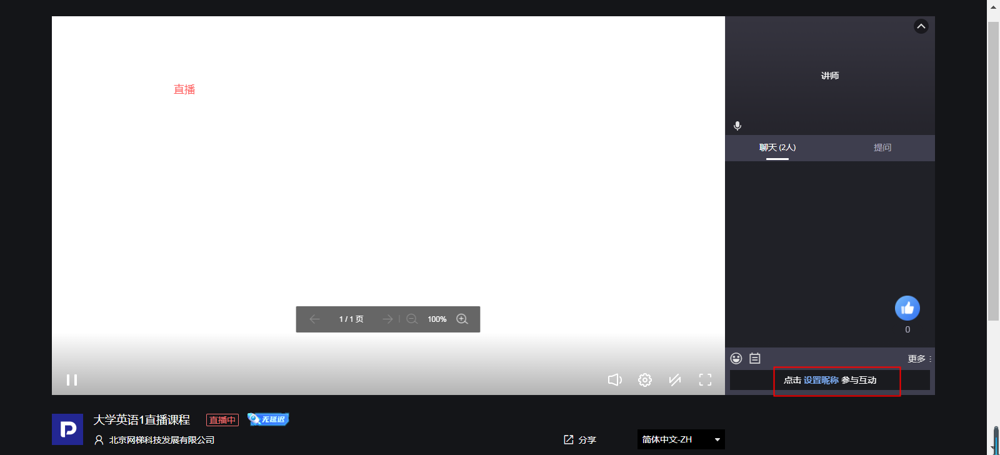 讲师
直播
聊天 (2人)
提问
1 / 1 页
100%
0
更多
点击 设置昵称 参与互动
大学英语1直播课程
直播中
无延迟
北京网梯科技发展有限公司
分享
简体中文-ZH